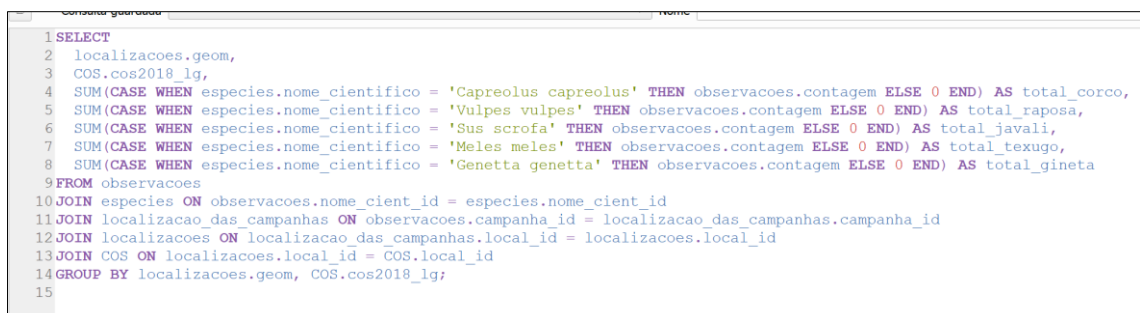 Consulta guardada Nome
1 SELECT
2 localizacoes.geom,
3 COS.cos2018_lg,
4 SUM(CASE WHEN especies.nome_cientifico = 'Capreolus capreolus' THEN observacoes.contagem ELSE 0 END) AS total_corco,
5 SUM(CASE WHEN especies.nome_cientifico = 'Vulpes vulpes' THEN observacoes.contagem ELSE 0 END) AS total_raposa,
6 SUM(CASE WHEN especies.nome_cientifico = 'Sus scrofa' THEN observacoes.contagem ELSE 0 END) AS total_javali,
7 SUM(CASE WHEN especies.nome_cientifico = 'Meles meles' THEN observacoes.contagem ELSE 0 END) AS total_texugo,
8 SUM(CASE WHEN especies.nome_cientifico = 'Genetta genetta' THEN observacoes.contagem ELSE 0 END) AS total_gineta
9 FROM observacoes
10 JOIN especies ON observacoes.nome_cient_id = especies.nome_cient_id
11 JOIN localizacao_das_campanhas ON observacoes.campanha_id = localizacao_das_campanhas.campanha_id
12 JOIN localizacoes ON localizacao_das_campanhas.local_id = localizacoes.local_id
13 JOIN COS ON localizacoes.local_id = COS.local_id
14 GROUP BY localizacoes.geom, COS.cos2018_lg;
15